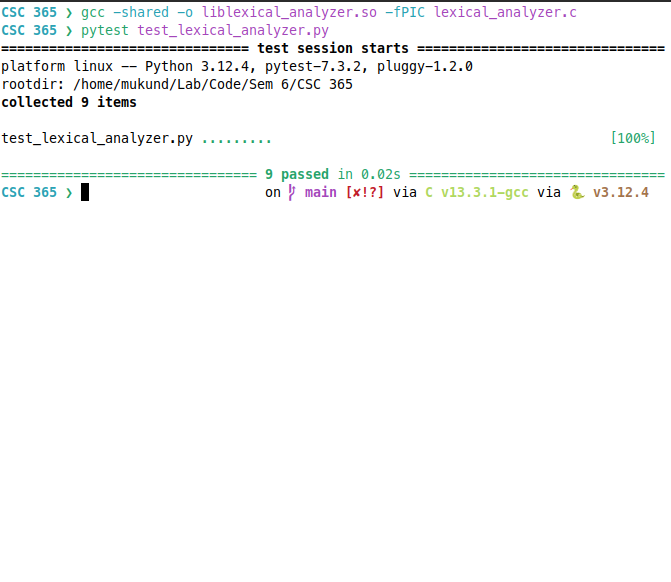 CSC 365 ❯ gcc -shared -o liblexical_analyzer.so -fPIC lexical_analyzer.c
CSC 365 ❯ pytest test_lexical_analyzer.py
============================== test session starts ===============================
platform linux -- Python 3.12.4, pytest-7.3.2, pluggy-1.2.0
rootdir: /home/mukund/Lab/Code/Sem 6/CSC 365
collected 9 items
test_lexical_analyzer.py ......... [100%]
================================ 9 passed in 0.02s ================================
CSC 365 ❯ on main [✘!?] via C v13.3.1-gcc via 🐍 v3.12.4